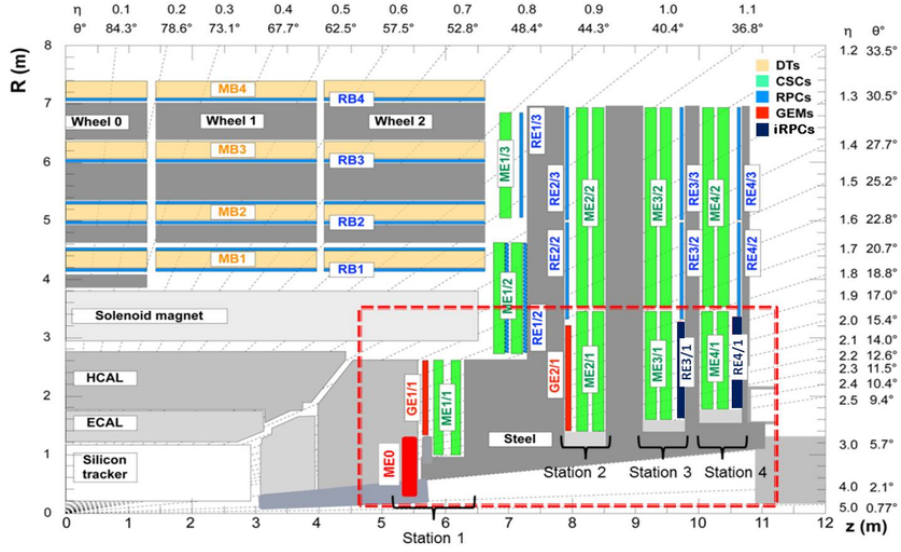 η 0.1 0.2 0.3 0.4 0.5 0.6 0.7 0.8 0.9 1.0 1.1 η θ°
θ° 84.3° 78.6° 73.1° 67.7° 62.5° 57.5° 52.8° 48.4° 44.3° 40.4° 36.8°
R (m)
8
7
6
5
4
3
2
1
0
1.2 33.5°
1.3 30.5°
1.4 27.7°
1.5 25.2°
1.6 22.8°
1.7 20.7°
1.8 18.8°
1.9 17.0°
2.0 15.4°
2.1 14.0°
2.2 12.6°
2.3 11.5°
2.4 10.4°
2.5 9.4°
3.0 5.7°
4.0 2.1°
5.0 0.77°
DTs
CSCs
RPCs
GEMs
iRPCs
MB4
RB4
Wheel 0
Wheel 1
Wheel 2
MB3
RB3
MB2
RB2
MB1
RB1
Solenoid magnet
HCAL
ECAL
Silicon
tracker
Steel
ME1/3
RE1/3
ME1/2
RE1/2
GE1/1
ME1/1
ME0
RE2/3
RE2/2
ME2/2
GE2/1
ME2/1
ME3/2
RE3/3
RE3/2
ME3/1
RE3/1
ME4/2
RE4/3
RE4/2
ME4/1
RE4/1
Station 2
Station 3
Station 4
0 1 2 3 4 5 6 7 8 9 10 11 12
Station 1
z (m)